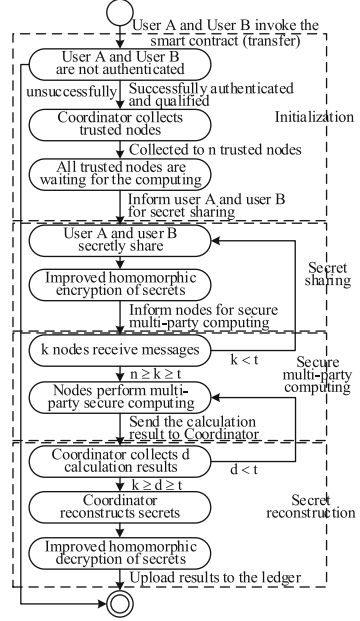 User A and User B invoke the
smart contract (transfer)
User A and User B
are not authenticated
unsuccessfully
Successfully authenticated
and qualified
Coordinator collects
trusted nodes
Initialization
Collected to n trusted nodes
All trusted nodes are
waiting for the computing
Inform user A and user B
for secret sharing
User A and user B
secretly share
Secret
sharing
Improved homomorphic
encryption of secrets
Inform nodes for secure
multi-party computing
k nodes receive messages
k < t
Secure
multi-party
computing
n ≥ k ≥ t
Nodes perform multi-
party secure computing
Send the calculation
result to Coordinator
Coordinator collects d
calculation results
d < t
k ≥ d ≥ t
Coordinator
reconstructs secrets
Secret
reconstruction
Improved homomorphic
decryption of secrets
Upload results to the ledger